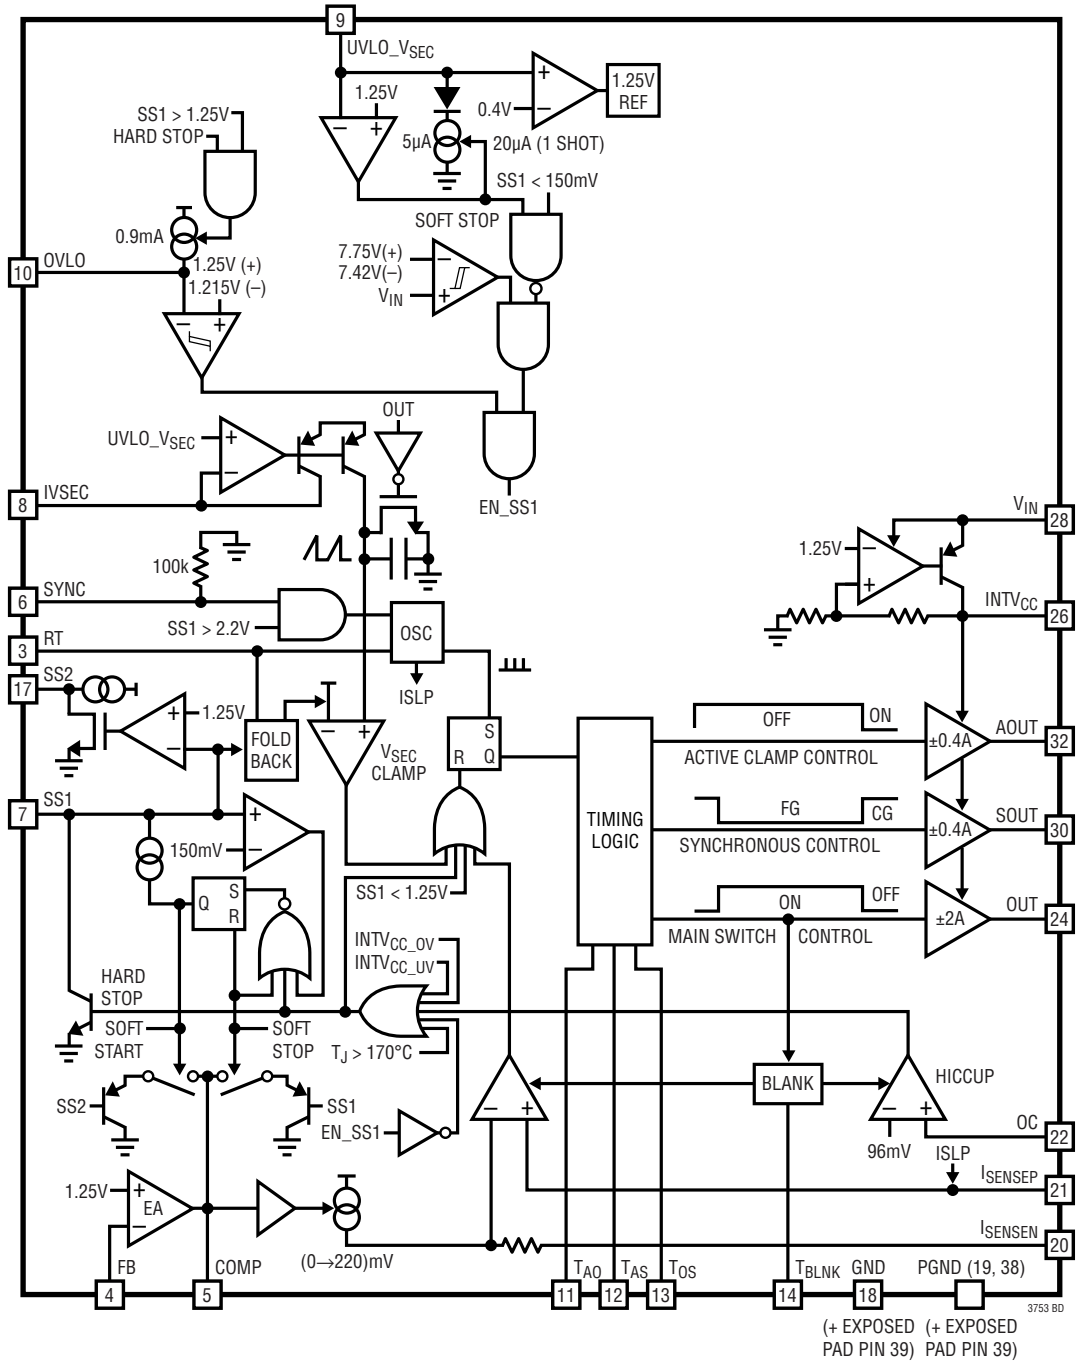 9
UVLO_VSEC
1.25V
+
−
1.25V
REF
0.4V
− +
5µA
20µA (1 SHOT)
SS1 > 1.25V
HARD STOP
SS1 < 150mV
SOFT STOP
0.9mA
10
OVLO
1.25V (+)
1.215V (–)
− +
7.75V(+)
7.42V(–)
VIN
−
+
OUT
UVLO_VSEC
+
−
8
IVSEC
EN_SS1
VIN
28
1.25V
−
+
INTVCC
26
100k
6
SYNC
SS1 > 2.2V
OSC
3
RT
ISLP
17
SS2
+
1.25V
−
FOLD
BACK
− +
VSEC
CLAMP
S
R Q
TIMING
LOGIC
OFF
ON
ACTIVE CLAMP CONTROL
±0.4A
AOUT
32
FG
CG
SYNCHRONOUS CONTROL
±0.4A
SOUT
30
ON
OFF
MAIN SWITCH CONTROL
±2A
OUT
24
7
SS1
+
150mV
−
SS1 < 1.25V
Q
S
R
INTVCC_OV
INTVCC_UV
HARD
STOP
SOFT
START
SOFT
STOP
TJ > 170°C
SS2
SS1
EN_SS1
− +
BLANK
HICCUP
− +
96mV
OC
22
ISLP
ISENSEP
21
ISENSEN
20
1.25V
+
EA
−
(0→220)mV
FB
COMP
TAO
TAS
TOS
TBLNK
GND
PGND (19, 38)
4
5
11
12
13
14
18
3753 BD
(+ EXPOSED
PAD PIN 39)
(+ EXPOSED
PAD PIN 39)